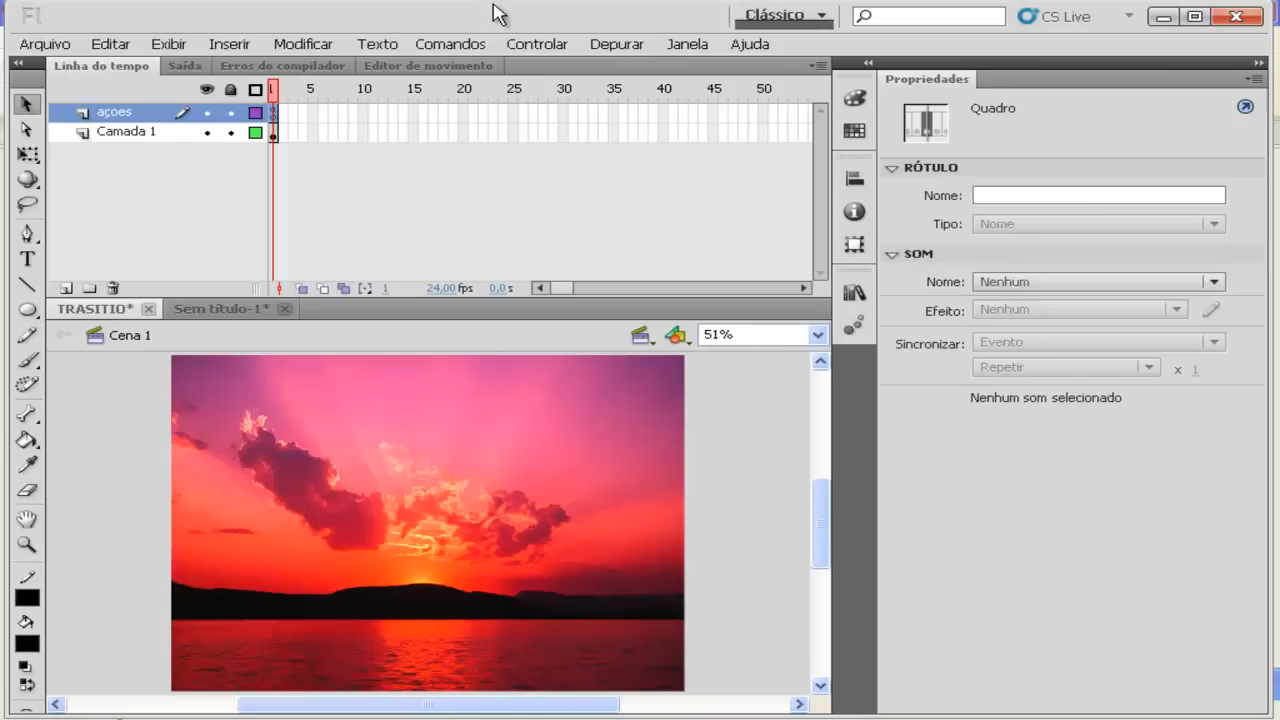 Fl
Clássico
CS Live
Arquivo Editar Exibir Inserir Modificar Texto Comandos Controlar Depurar Janela Ajuda
Linha do tempo Saída Erros do compilador Editor de movimento
1 5 10 15 20 25 30 35 40 45 50
açoes
Camada 1
1 24,00 fps 0,0 s
TRASITIO* Sem título-1*
Cena 1 51%
Propriedades
Quadro
RÓTULO
Nome:
Tipo: Nome
SOM
Nome: Nenhum
Efeito: Nenhum
Sincronizar: Evento
Repetir x 1
Nenhum som selecionado